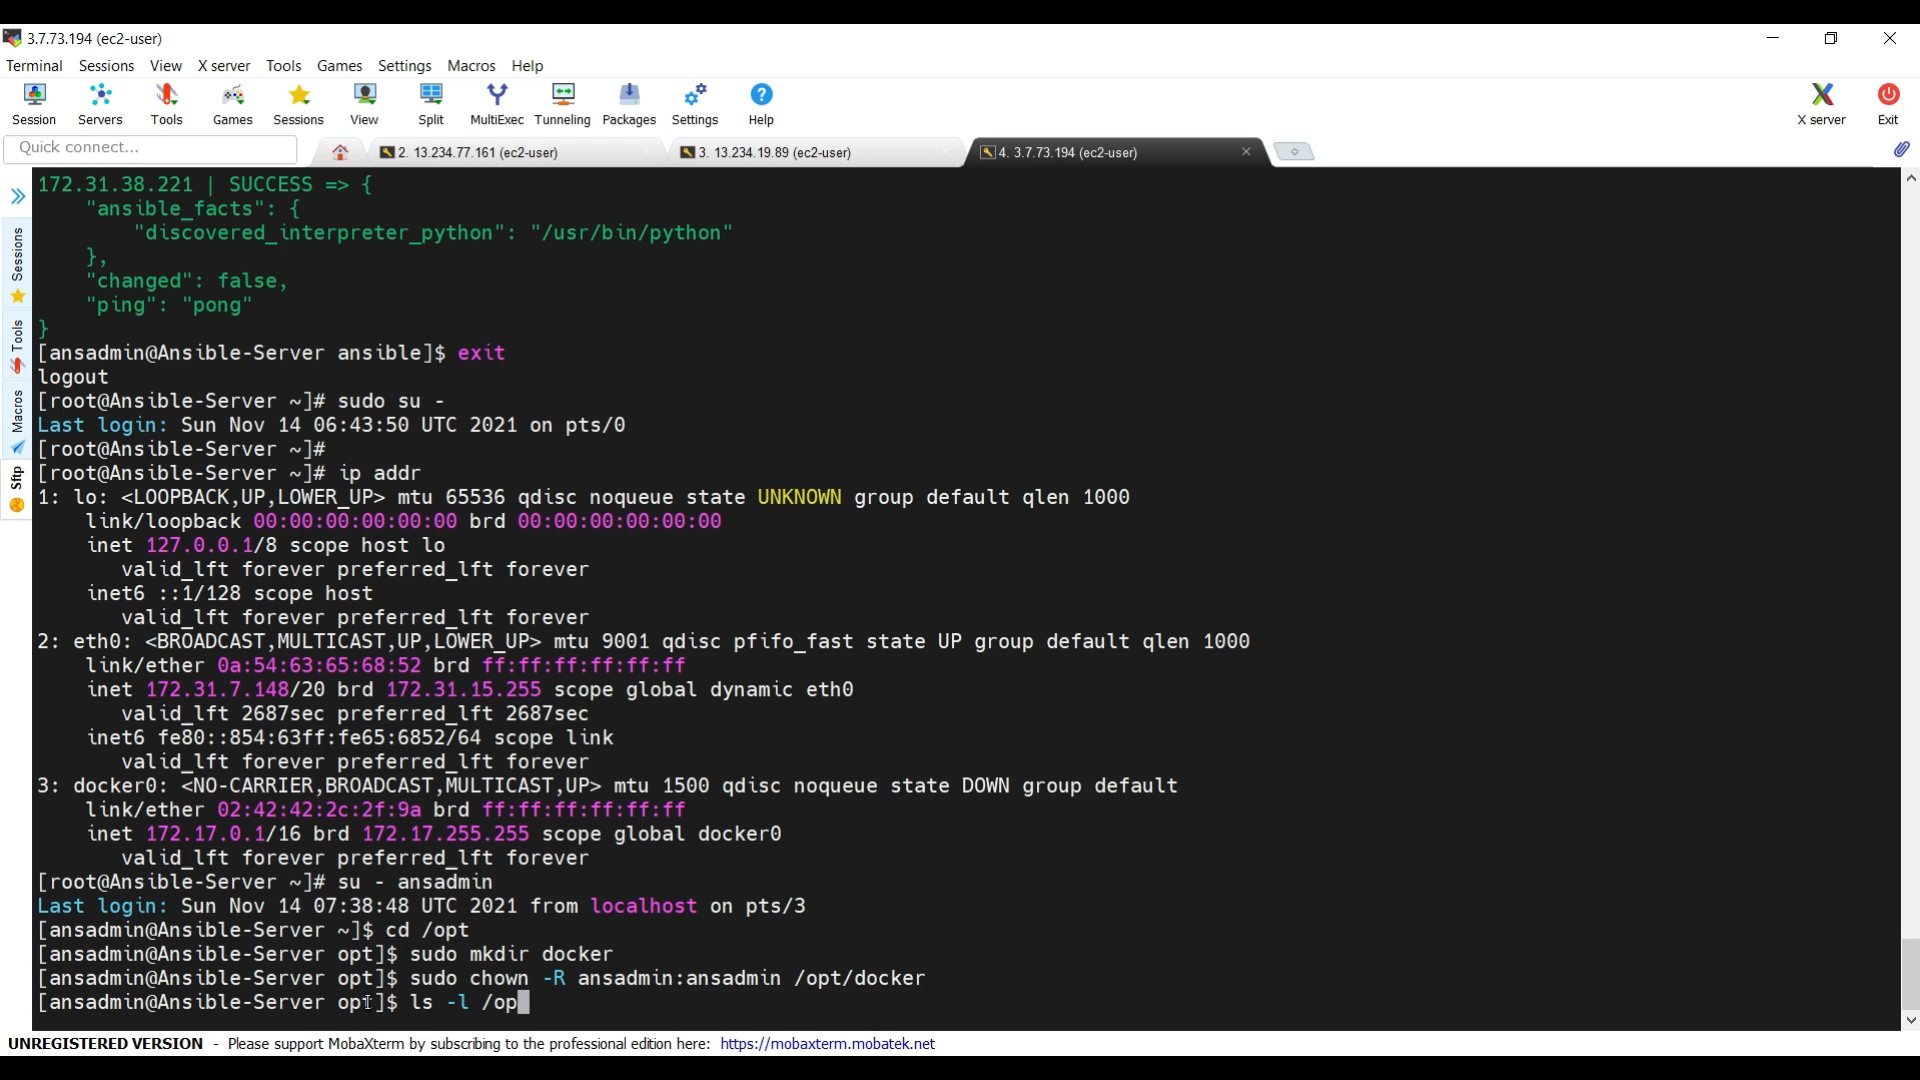 3.7.73.194 (ec2-user)
Terminal Sessions View X server Tools Games Settings Macros Help
Session Servers Tools Games Sessions View Split MultiExec Tunneling Packages Settings Help X server Exit
Quick connect... 2. 13.234.77.161 (ec2-user) 3. 13.234.19.89 (ec2-user) 4. 3.7.73.194 (ec2-user)
Sessions
Tools
Macros
Sftp
172.31.38.221 | SUCCESS => {
    "ansible_facts": {
        "discovered_interpreter_python": "/usr/bin/python"
    },
    "changed": false,
    "ping": "pong"
}
[ansadmin@Ansible-Server ansible]$ exit
logout
[root@Ansible-Server ~]# sudo su -
Last login: Sun Nov 14 06:43:50 UTC 2021 on pts/0
[root@Ansible-Server ~]#
[root@Ansible-Server ~]# ip addr
1: lo: <LOOPBACK,UP,LOWER_UP> mtu 65536 qdisc noqueue state UNKNOWN group default qlen 1000
    link/loopback 00:00:00:00:00:00 brd 00:00:00:00:00:00
    inet 127.0.0.1/8 scope host lo
       valid_lft forever preferred_lft forever
    inet6 ::1/128 scope host
       valid_lft forever preferred_lft forever
2: eth0: <BROADCAST,MULTICAST,UP,LOWER_UP> mtu 9001 qdisc pfifo_fast state UP group default qlen 1000
    link/ether 0a:54:63:65:68:52 brd ff:ff:ff:ff:ff:ff
    inet 172.31.7.148/20 brd 172.31.15.255 scope global dynamic eth0
       valid_lft 2687sec preferred_lft 2687sec
    inet6 fe80::854:63ff:fe65:6852/64 scope link
       valid_lft forever preferred_lft forever
3: docker0: <NO-CARRIER,BROADCAST,MULTICAST,UP> mtu 1500 qdisc noqueue state DOWN group default
    link/ether 02:42:42:2c:2f:9a brd ff:ff:ff:ff:ff:ff
    inet 172.17.0.1/16 brd 172.17.255.255 scope global docker0
       valid_lft forever preferred_lft forever
[root@Ansible-Server ~]# su - ansadmin
Last login: Sun Nov 14 07:38:48 UTC 2021 from localhost on pts/3
[ansadmin@Ansible-Server ~]$ cd /opt
[ansadmin@Ansible-Server opt]$ sudo mkdir docker
[ansadmin@Ansible-Server opt]$ sudo chown -R ansadmin:ansadmin /opt/docker
[ansadmin@Ansible-Server opt]$ ls -l /op
UNREGISTERED VERSION - Please support MobaXterm by subscribing to the professional edition here: https://mobaxterm.mobatek.net